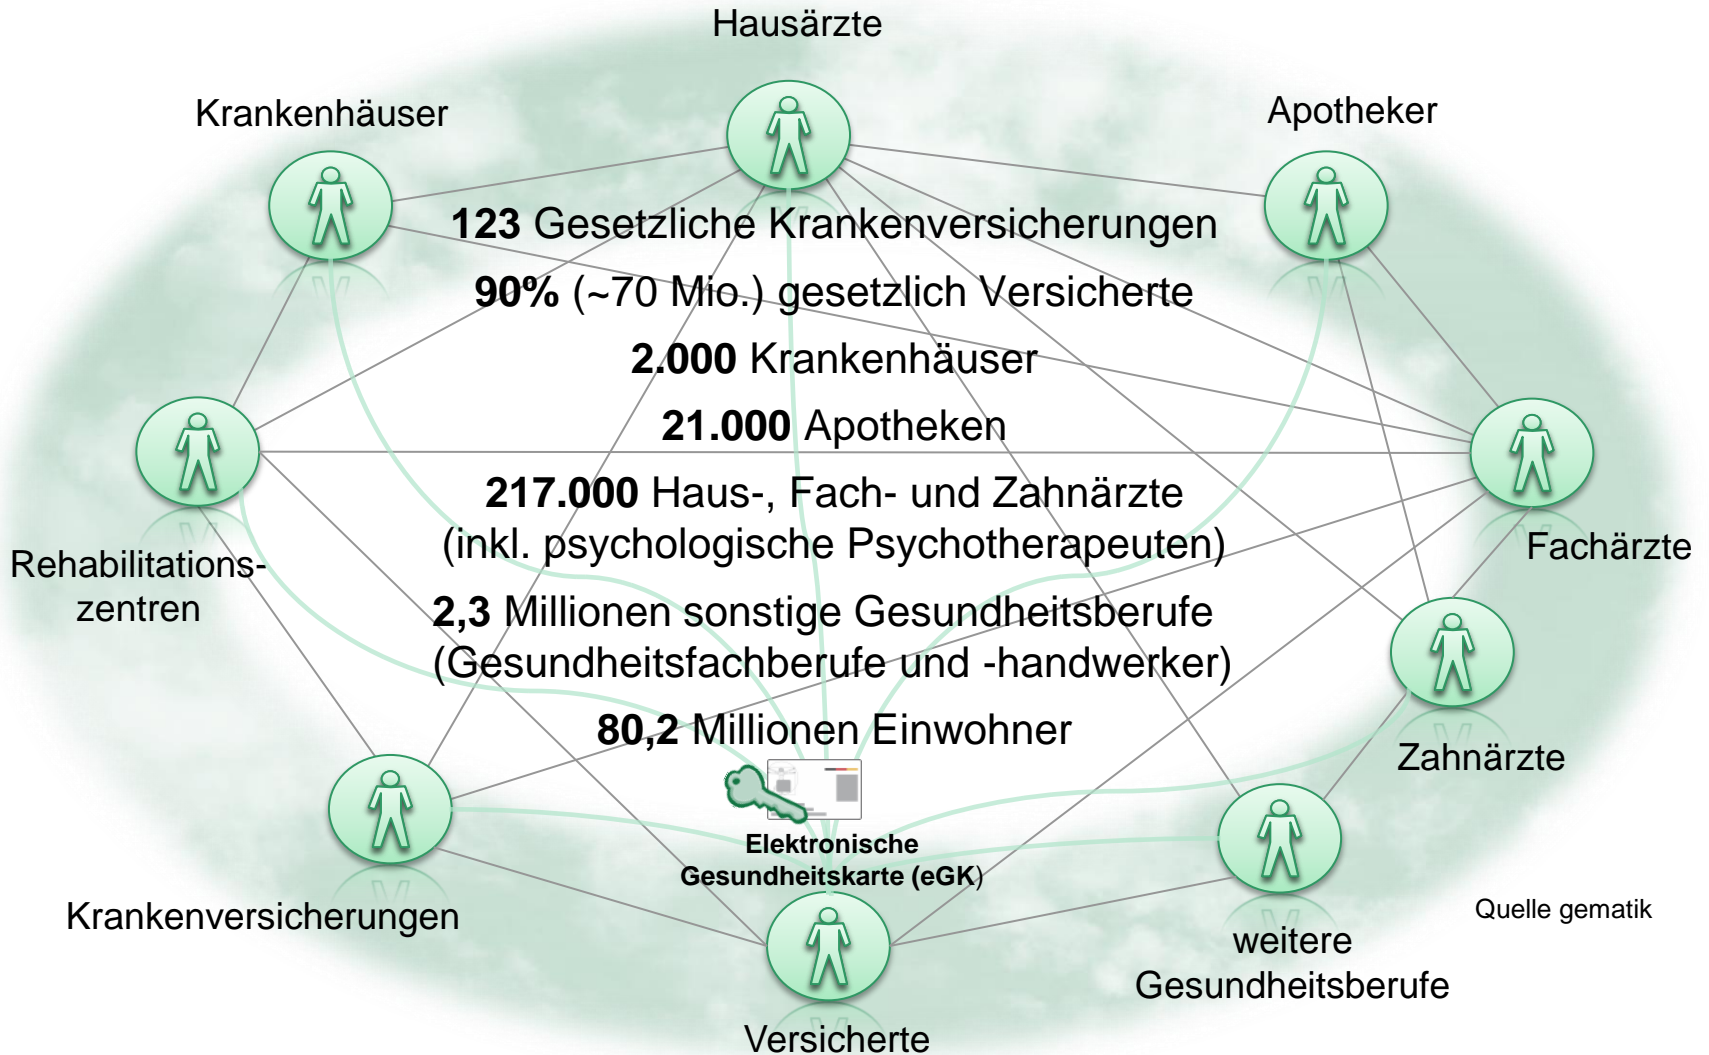 Hausärzte
Krankenhäuser
Apotheker
123 Gesetzliche Krankenversicherungen
90% (~70 Mio.) gesetzlich Versicherte
2.000 Krankenhäuser
21.000 Apotheken
217.000 Haus-, Fach- und Zahnärzte
(inkl. psychologische Psychotherapeuten)
Fachärzte
Rehabilitations-
zentren
2,3 Millionen sonstige Gesundheitsberufe
(Gesundheitsfachberufe und -handwerker)
80,2 Millionen Einwohner
Zahnärzte
Elektronische
Gesundheitskarte (eGK)
Krankenversicherungen
Quelle gematik
weitere
Gesundheitsberufe
Versicherte